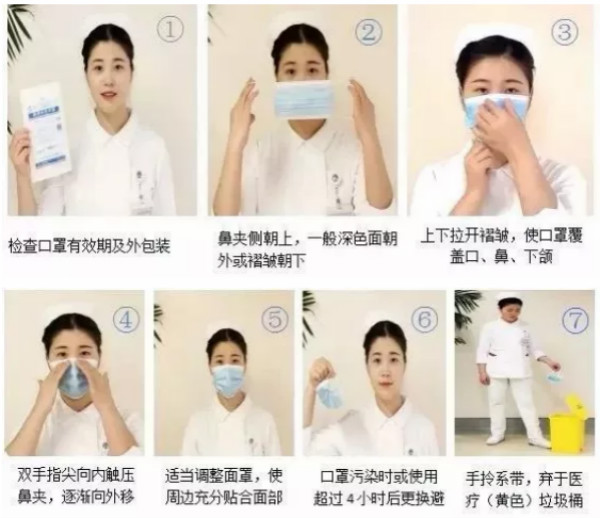 ①
②
③
检查口罩有效期及外包装
鼻夹侧朝上，一般深色面朝
外或褶皱朝下
上下拉开褶皱，使口罩覆
盖口、鼻、下颌
④
⑤
⑥
⑦
双手指尖向内触压
鼻夹，逐渐向外移
适当调整面罩，使
周边充分贴合面部
口罩污染时或使用
超过4小时后更换避
手拎系带，弃于医
疗（黄色）垃圾桶